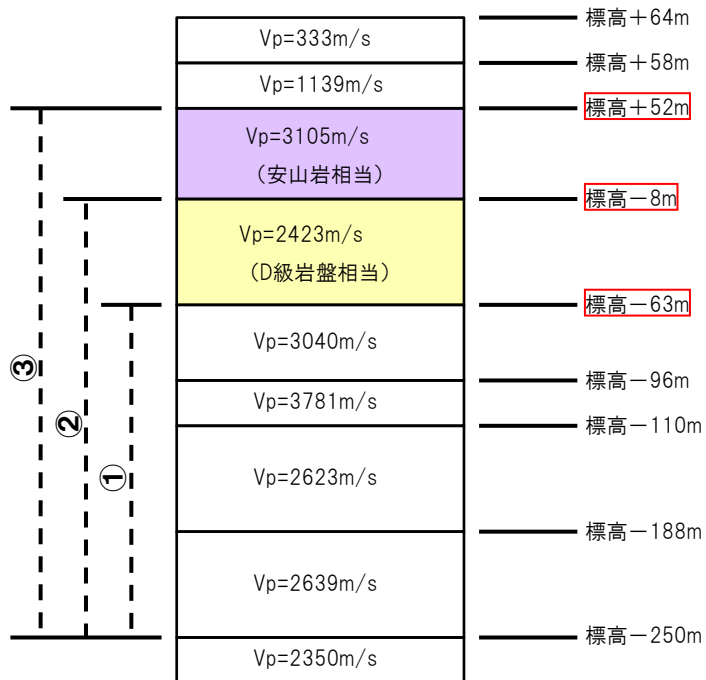 標高＋64m
Vp=333m/s
標高＋58m
Vp=1139m/s
標高＋52m
Vp=3105m/s
（安山岩相当）
標高－8m
Vp=2423m/s
（D級岩盤相当）
標高－63m
Vp=3040m/s
③
標高－96m
Vp=3781m/s
②
標高－110m
Vp=2623m/s
①
標高－188m
Vp=2639m/s
標高－250m
Vp=2350m/s